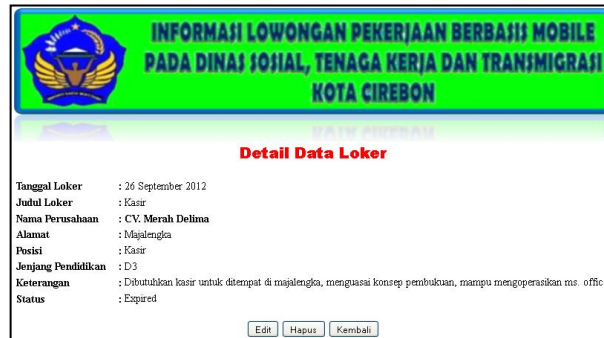 INFORMASI LOWONGAN PEKERJAAN BERBASIS MOBILE
PADA DINAS SOSIAL, TENAGA KERJA DAN TRANSMIGRASI
KOTA CIREBON
Detail Data Loker
Tanggal Loker : 26 September 2012
Judul Loker : Kasir
Nama Perusahaan : CV. Merah Delima
Alamat : Majalengka
Posisi : Kasir
Jenjang Pendidikan : D3
Keterangan : Dibutuhkan kasir untuk ditempat di majalengka, menguasai konsep pembukuan, mampu mengoperasikan ms. offic
Status : Expired
Edit Hapus Kembali